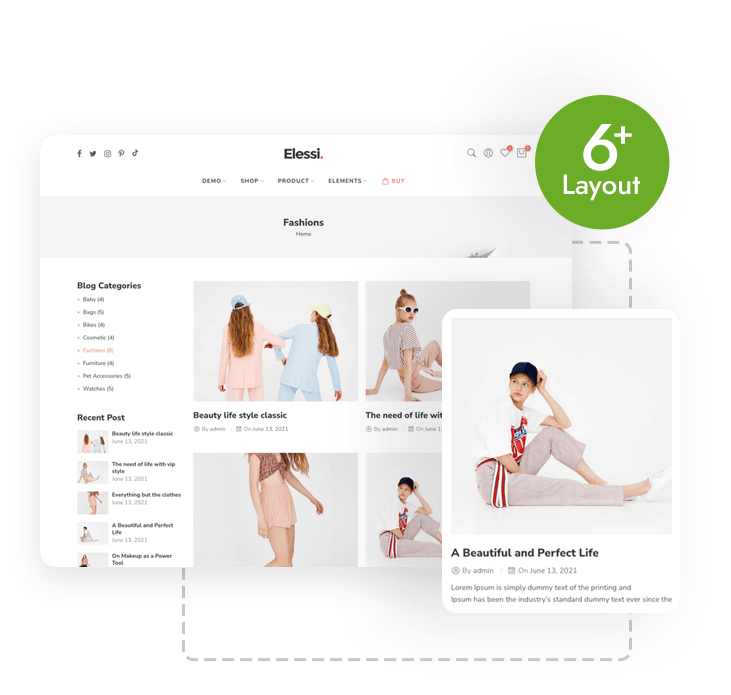 6+
Layout
Elessi.
DEMO
SHOP
PRODUCT
ELEMENTS
BUY
Fashions
Home
Blog Categories
Baby (4)
Bags (5)
Bikes (4)
Cosmetic (4)
Fashions (8)
Furniture (4)
Pet Accessories (5)
Watches (5)
Recent Post
Beauty life style classic
June 13, 2021
The need of life with vip
style
June 13, 2021
Everything but the clothes
June 13, 2021
A Beautiful and Perfect
Life
June 13, 2021
On Makeup as a Power
Tool
Beauty life style classic
By admin On June 13, 2021
The need of life wit
By admin On June
A Beautiful and Perfect Life
By admin On June 13, 2021
Lorem Ipsum is simply dummy text of the printing and
Ipsum has been the industry's standard dummy text ever since the